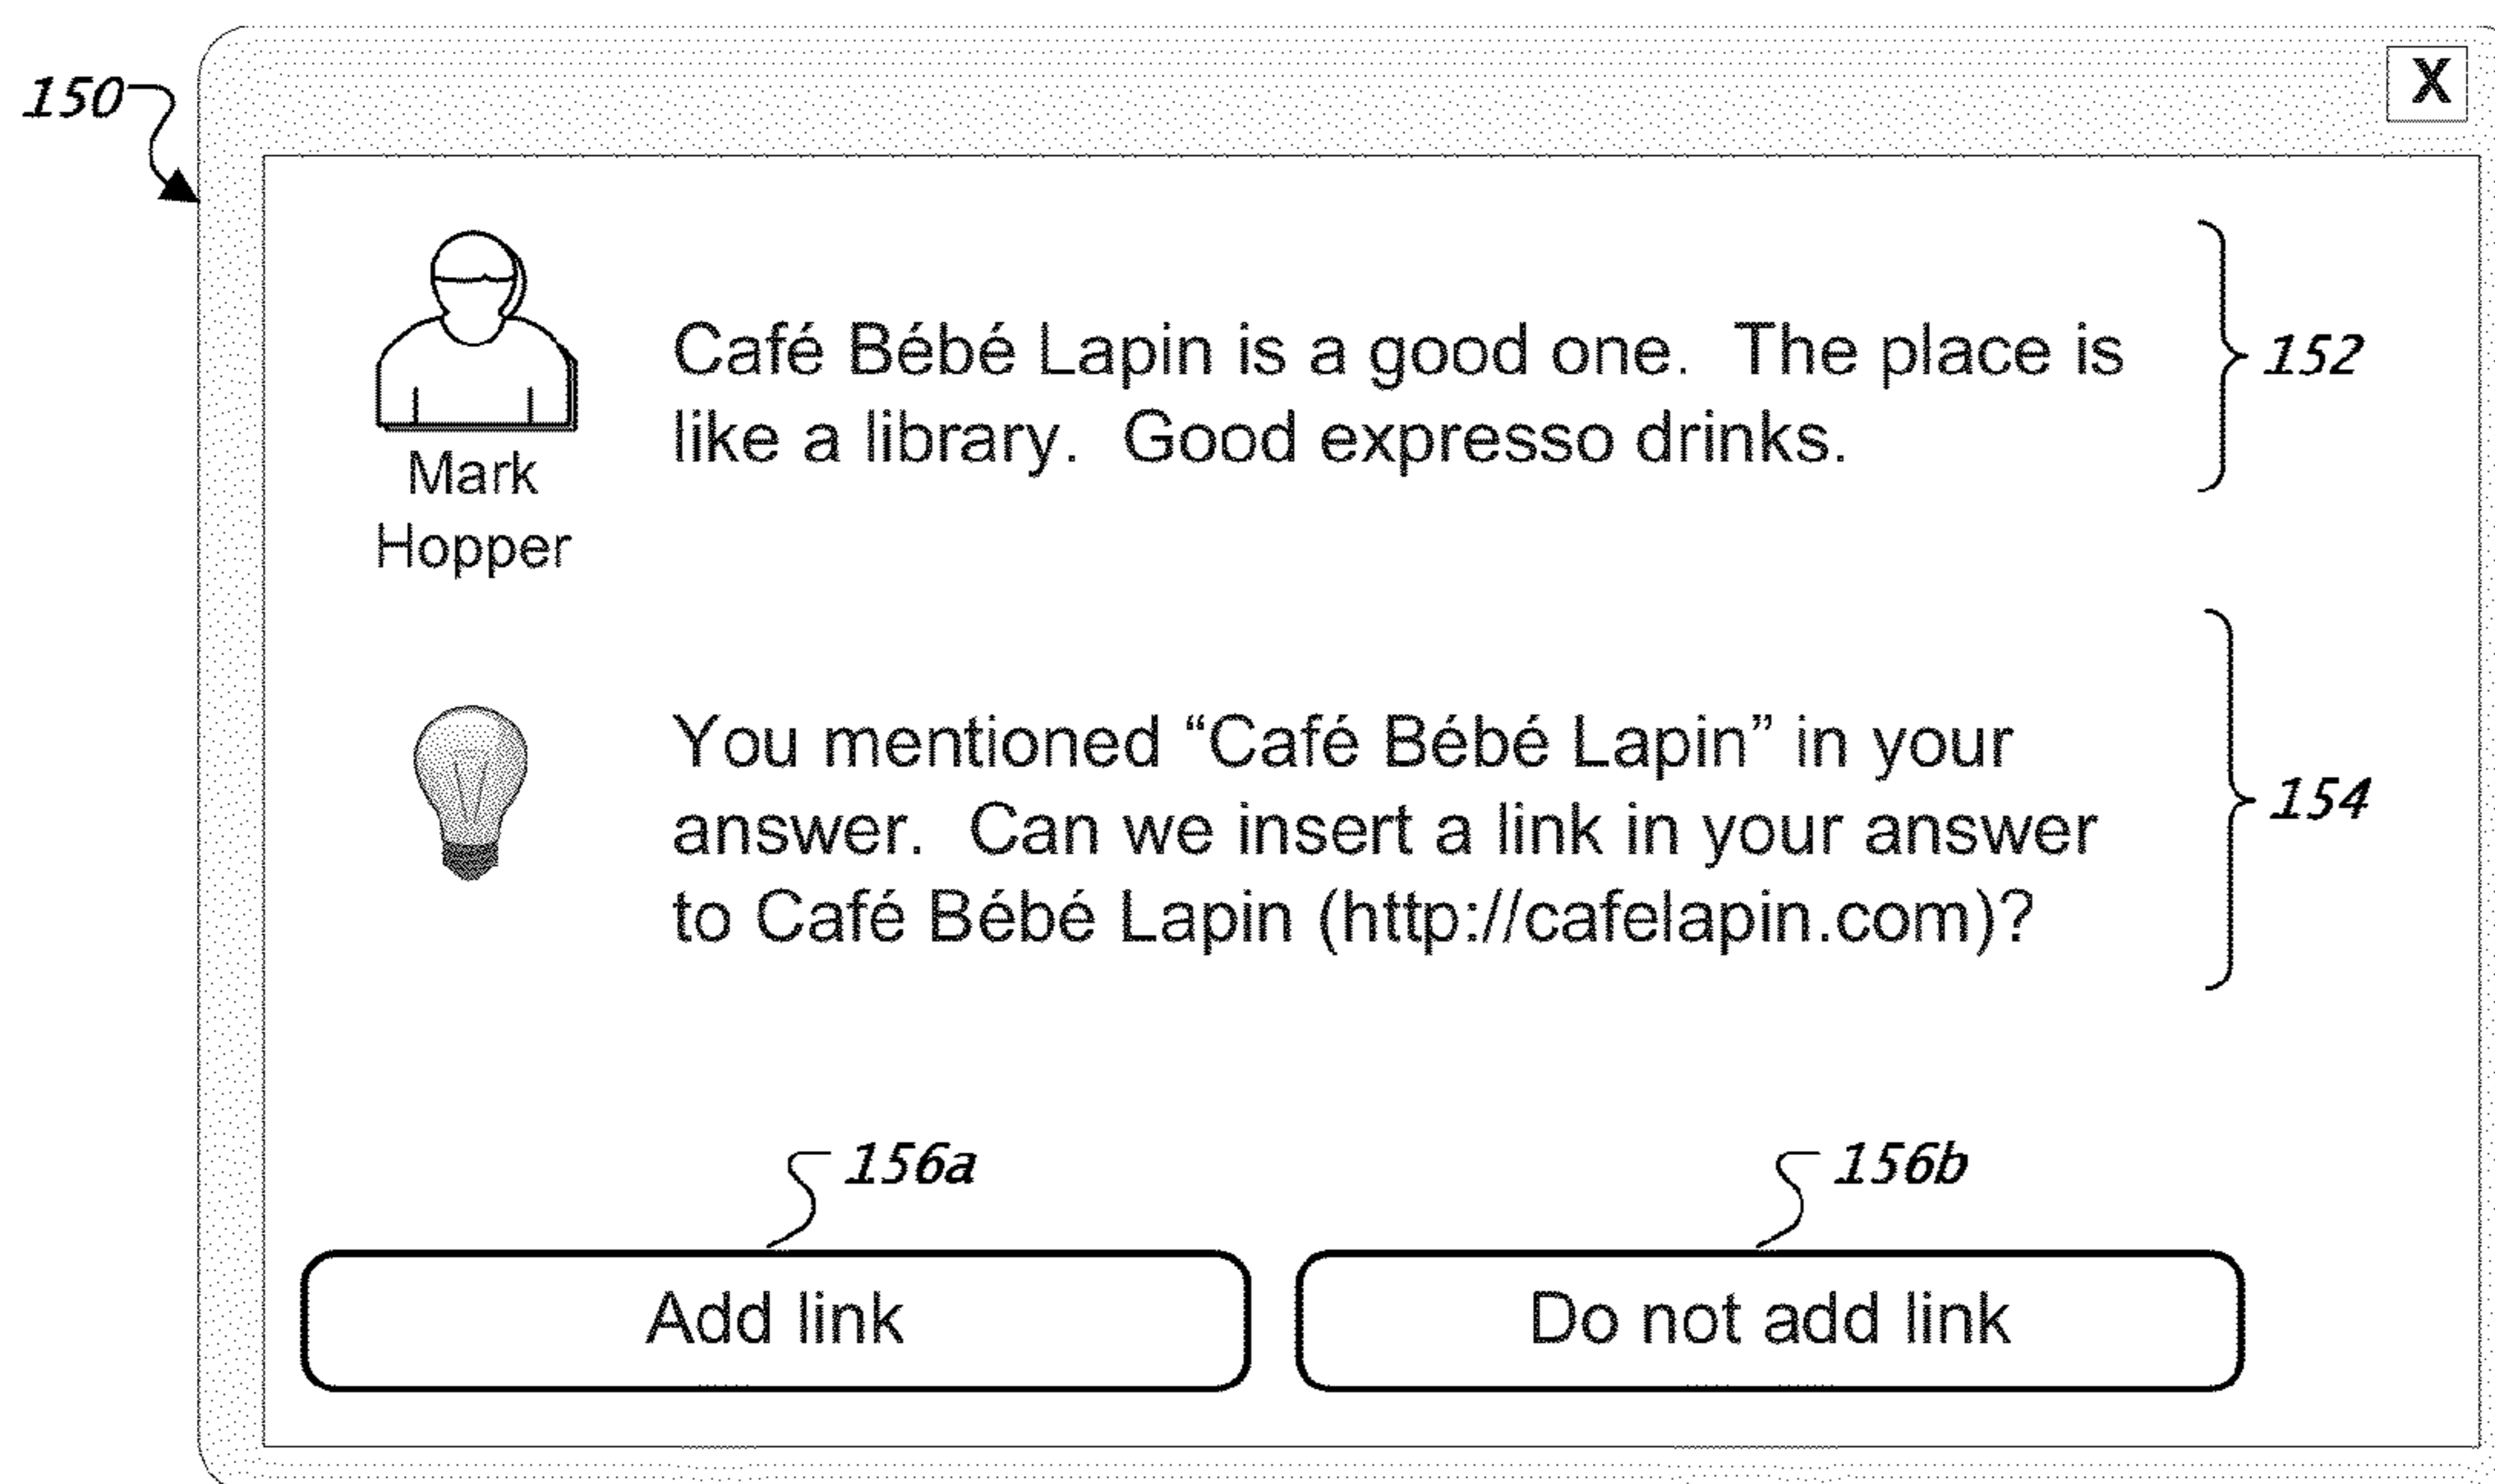 150
X
Café Bébé Lapin is a good one. The place is
like a library. Good expresso drinks.
152
Mark
Hopper
You mentioned “Café Bébé Lapin” in your
answer. Can we insert a link in your answer
to Café Bébé Lapin (http://cafelapin.com)?
154
156a
156b
Add link
Do not add link